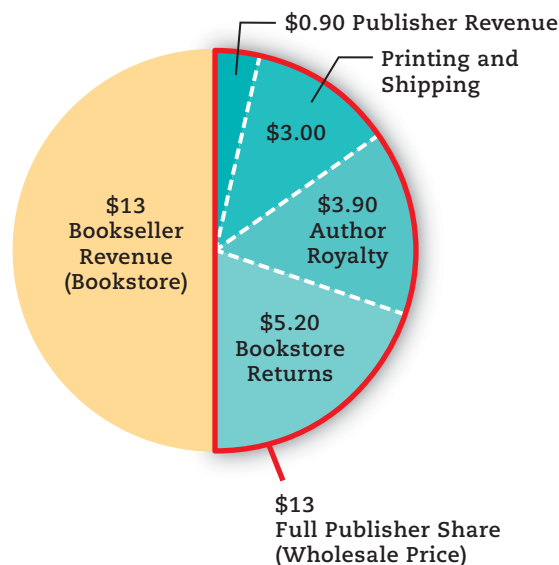 $0.90 Publisher Revenue
Printing and
Shipping
$3.00
$13
Bookseller
Revenue
(Bookstore)
$3.90
Author
Royalty
$5.20
Bookstore
Returns
$13
Full Publisher Share
(Wholesale Price)